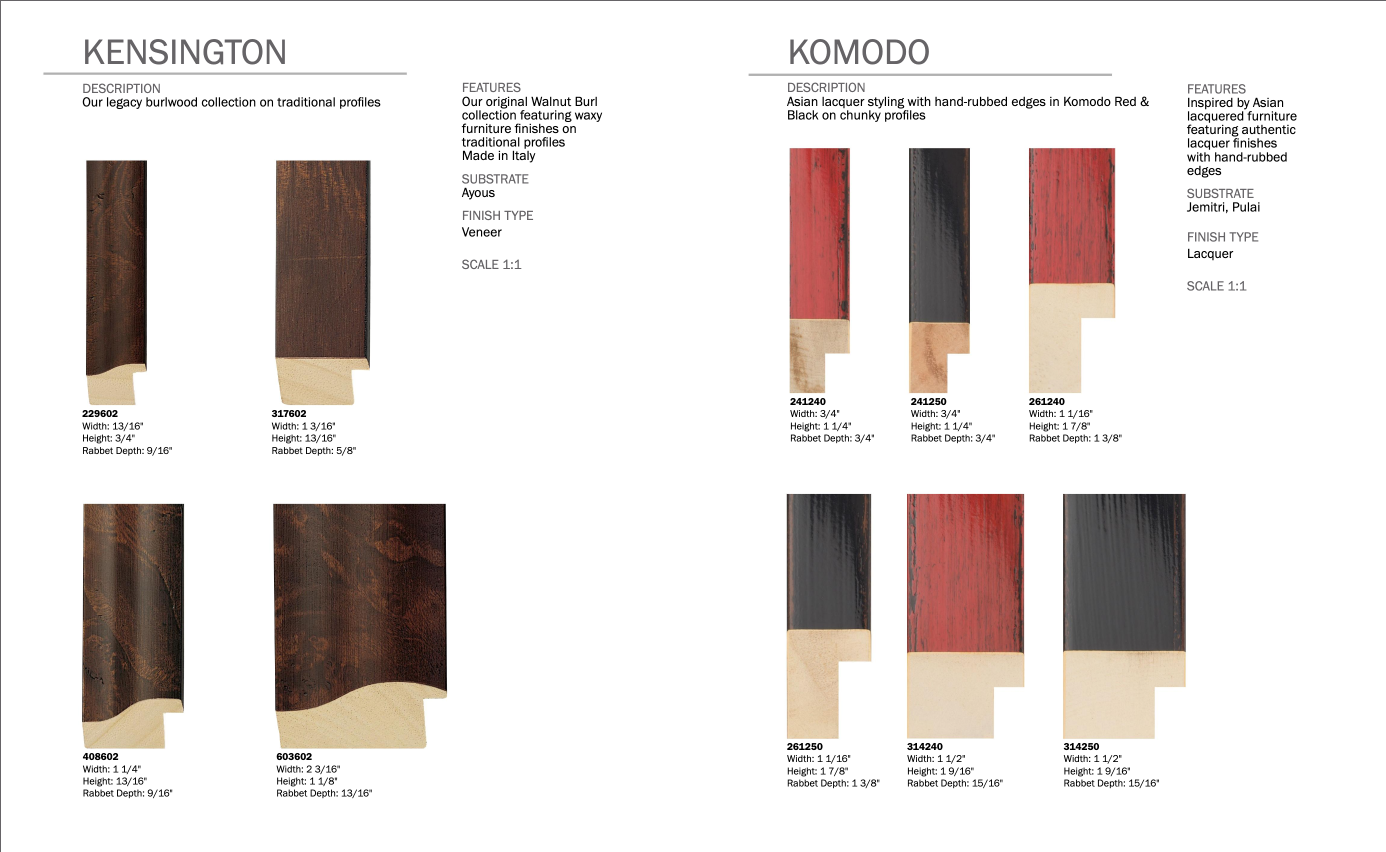 KENSINGTON
DESCRIPTION
Our legacy burlwood collection on traditional profiles
FEATURES
Our original Walnut Burl
collection featuring waxy
furniture finishes on
traditional profiles
Made in Italy
SUBSTRATE
Ayous
FINISH TYPE
Veneer
SCALE 1:1
229602
Width: 13/16"
Height: 3/4"
Rabbet Depth: 9/16"
317602
Width: 1 3/16"
Height: 13/16"
Rabbet Depth: 5/8"
408602
Width: 1 1/4"
Height: 13/16"
Rabbet Depth: 9/16"
603602
Width: 2 3/16"
Height: 1 1/8"
Rabbet Depth: 13/16"
KOMODO
DESCRIPTION
Asian lacquer styling with hand-rubbed edges in Komodo Red &
Black on chunky profiles
FEATURES
Inspired by Asian
lacquered furniture
featuring authentic
lacquer finishes
with hand-rubbed
edges
SUBSTRATE
Jemitri, Pulai
FINISH TYPE
Lacquer
SCALE 1:1
241240
Width: 3/4"
Height: 1 1/4"
Rabbet Depth: 3/4"
241250
Width: 3/4"
Height: 1 1/4"
Rabbet Depth: 3/4"
261240
Width: 1 1/16"
Height: 1 7/8"
Rabbet Depth: 1 3/8"
261250
Width: 1 1/16"
Height: 1 7/8"
Rabbet Depth: 1 3/8"
314240
Width: 1 1/2"
Height: 1 9/16"
Rabbet Depth: 15/16"
314250
Width: 1 1/2"
Height: 1 9/16"
Rabbet Depth: 15/16"